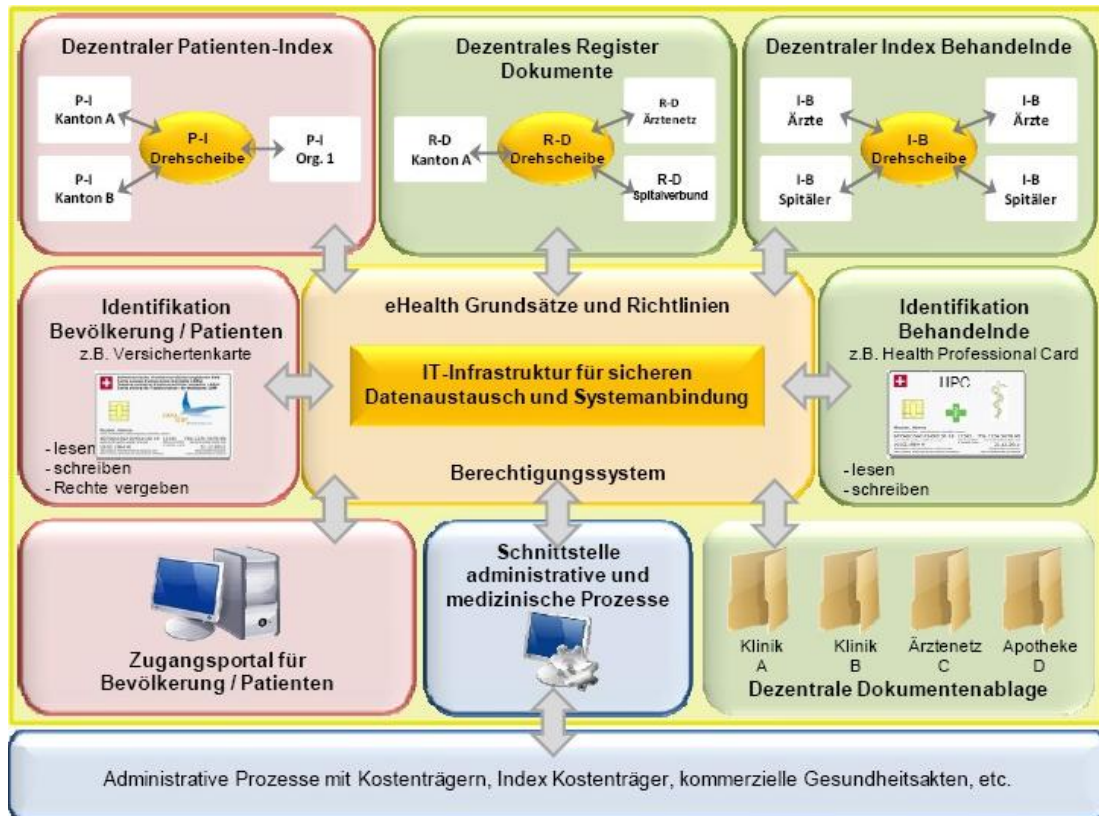 Dezentraler Patienten-Index
P-I
Kanton A
P-I
Drehscheibe
P-I
Org. 1
P-I
Kanton B
Dezentrales Register
Dokumente
R-D
Ärztenetz
R-D
Kanton A
R-D
Drehscheibe
R-D
Spitalverbund
Dezentraler Index Behandelnde
I-B
Ärzte
I-B
Ärzte
I-B
Drehscheibe
I-B
Spitäler
I-B
Spitäler
Identifikation
Bevölkerung / Patienten
z.B. Versichertenkarte
- lesen
- schreiben
- Rechte vergeben
eHealth Grundsätze und Richtlinien
IT-Infrastruktur für sicheren
Datenaustausch und Systemanbindung
Berechtigungssystem
Identifikation
Behandelnde
z.B. Health Professional Card
HPC
- lesen
- schreiben
Zugangsportal für
Bevölkerung / Patienten
Schnittstelle
administrative und
medizinische Prozesse
Klinik
A
Klinik
B
Ärztenetz
C
Apotheke
D
Dezentrale Dokumentenablage
Administrative Prozesse mit Kostenträgern, Index Kostenträger, kommerzielle Gesundheitsakten, etc.